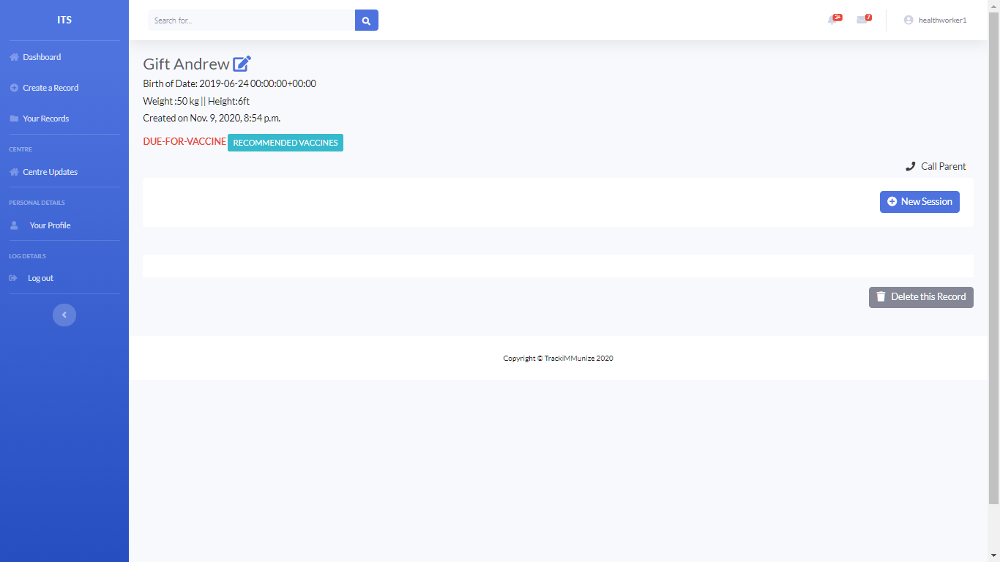 ITS
Dashboard
Create a Record
Your Records
CENTRE
Centre Updates
PERSONAL DETAILS
Your Profile
LOG DETAILS
Log out
Search for...
3+
7
healthworker1
Gift Andrew
Birth of Date: 2019-06-24 00:00:00+00:00
Weight :50 kg || Height:6ft
Created on Nov. 9, 2020, 8:54 p.m.
DUE-FOR-VACCINE RECOMMENDED VACCINES
Call Parent
New Session
Delete this Record
Copyright © TrackiMMunize 2020